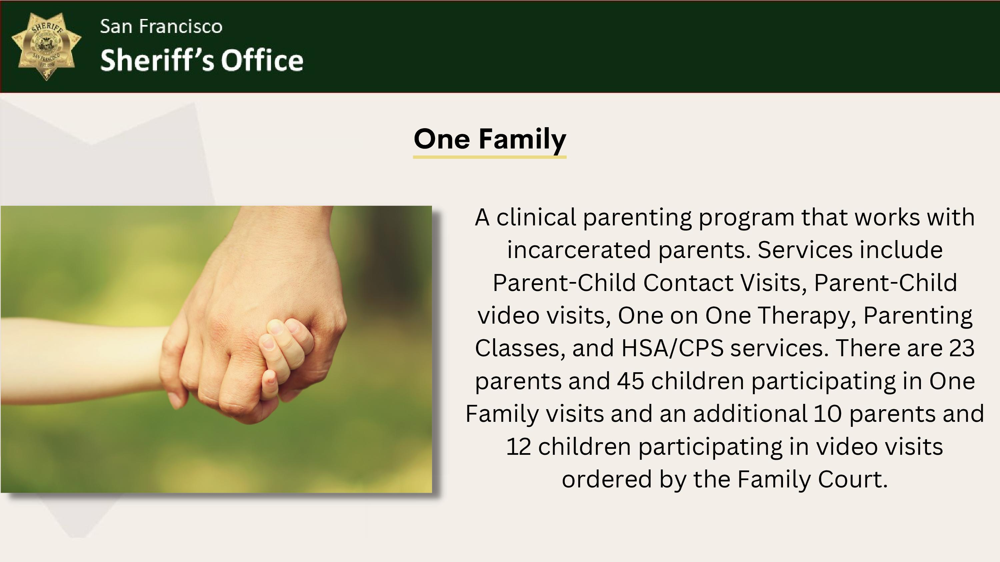 SHERIFF
SAN FRANCISCO
San Francisco
Sheriff's Office
One Family
A clinical parenting program that works with
incarcerated parents. Services include
Parent-Child Contact Visits, Parent-Child
video visits, One on One Therapy, Parenting
Classes, and HSA/CPS services. There are 23
parents and 45 children participating in One
Family visits and an additional 10 parents and
12 children participating in video visits
ordered by the Family Court.